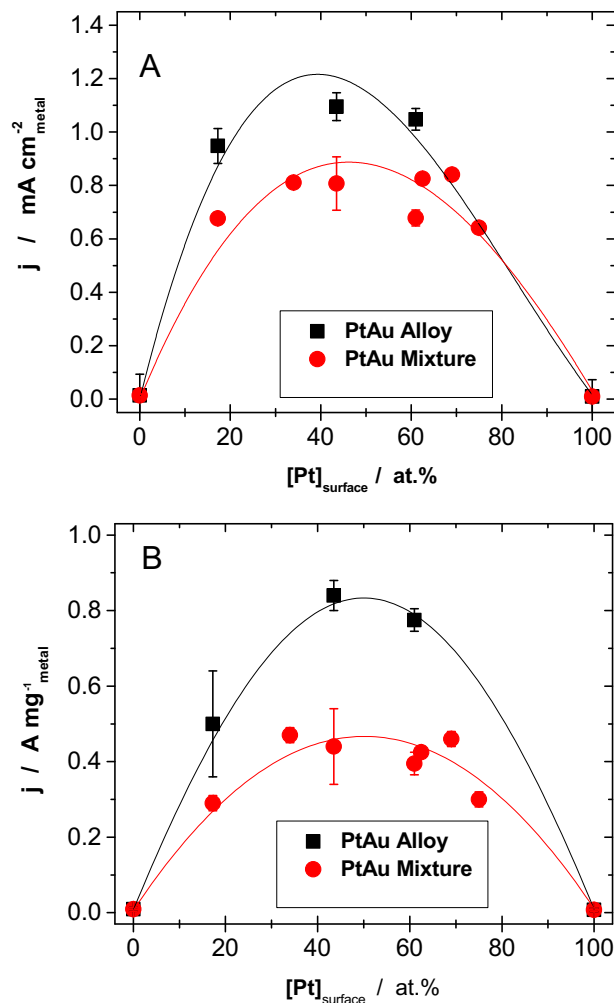 A
1.4
1.2
1.0
0.8
0.6
0.4
0.2
0.0
j / mA cm⁻²metal
PtAu Alloy
PtAu Mixture
0 20 40 60 80 100
[Pt]surface / at.%
B
1.0
0.8
0.6
0.4
0.2
0.0
j / A mg⁻¹metal
PtAu Alloy
PtAu Mixture
0 20 40 60 80 100
[Pt]surface / at.%